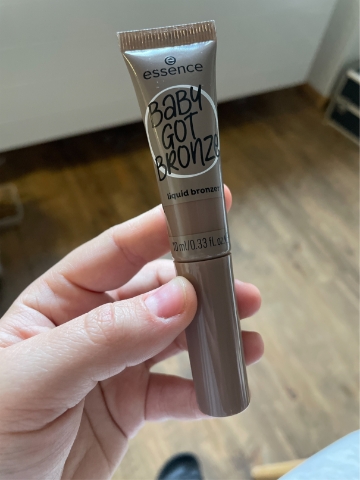 essence
BABY
GOT
BRONZE
liquid bronzer
10ml/0.33 fl.oz